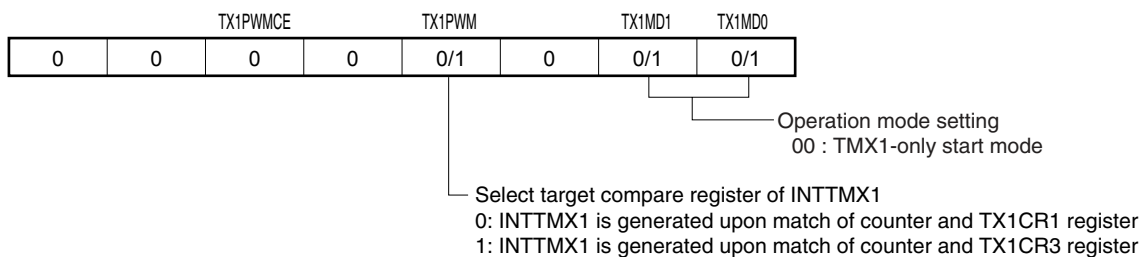 TX1PWMCE TX1PWM TX1MD1 TX1MD0
0 0 0 0 0/1 0 0/1 0/1
Operation mode setting
00 : TMX1-only start mode
Select target compare register of INTTMX1
0: INTTMX1 is generated upon match of counter and TX1CR1 register
1: INTTMX1 is generated upon match of counter and TX1CR3 register